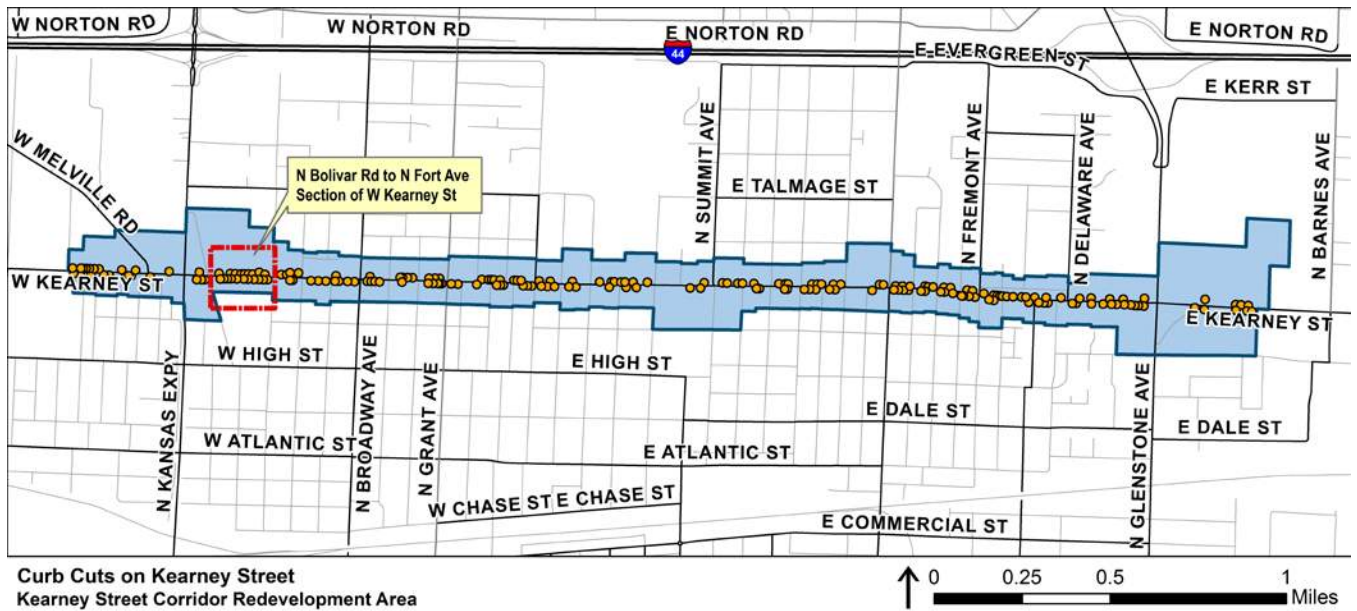 W NORTON RD
W NORTON RD
E NORTON RD
E NORTON RD
44
E EVERGREEN ST
E KERR ST
W MELVILLE RD
N Bolivar Rd to N Fort Ave
Section of W Kearney St
N SUMMIT AVE
E TALMAGE ST
N FREMONT AVE
N DELAWARE AVE
N BARNES AVE
W KEARNEY ST
E KEARNEY ST
N KANSAS EXPY
W HIGH ST
N BROADWAY AVE
N GRANT AVE
E HIGH ST
E DALE ST
N GLENSTONE AVE
E DALE ST
W ATLANTIC ST
E ATLANTIC ST
W CHASE ST
E CHASE ST
E COMMERCIAL ST
Curb Cuts on Kearney Street
Kearney Street Corridor Redevelopment Area
0 0.25 0.5 1
Miles